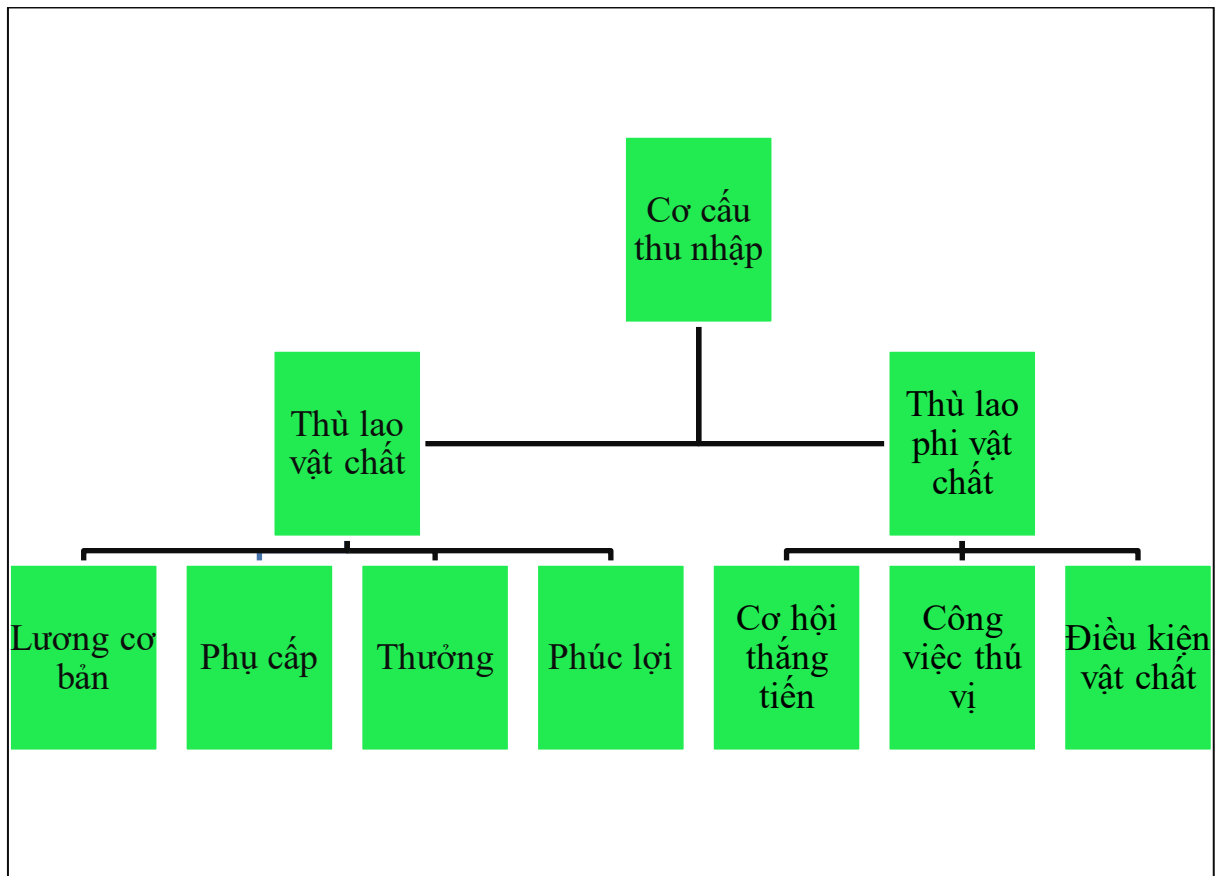 Cơ cấu
thu nhập
Thù lao
vật chất
Thù lao
phi vật
chất
Lương cơ
bản
Phụ cấp
Thưởng
Phúc lợi
Cơ hội
thắng
tiến
Công
việc thú
vị
Điều kiện
vật chất